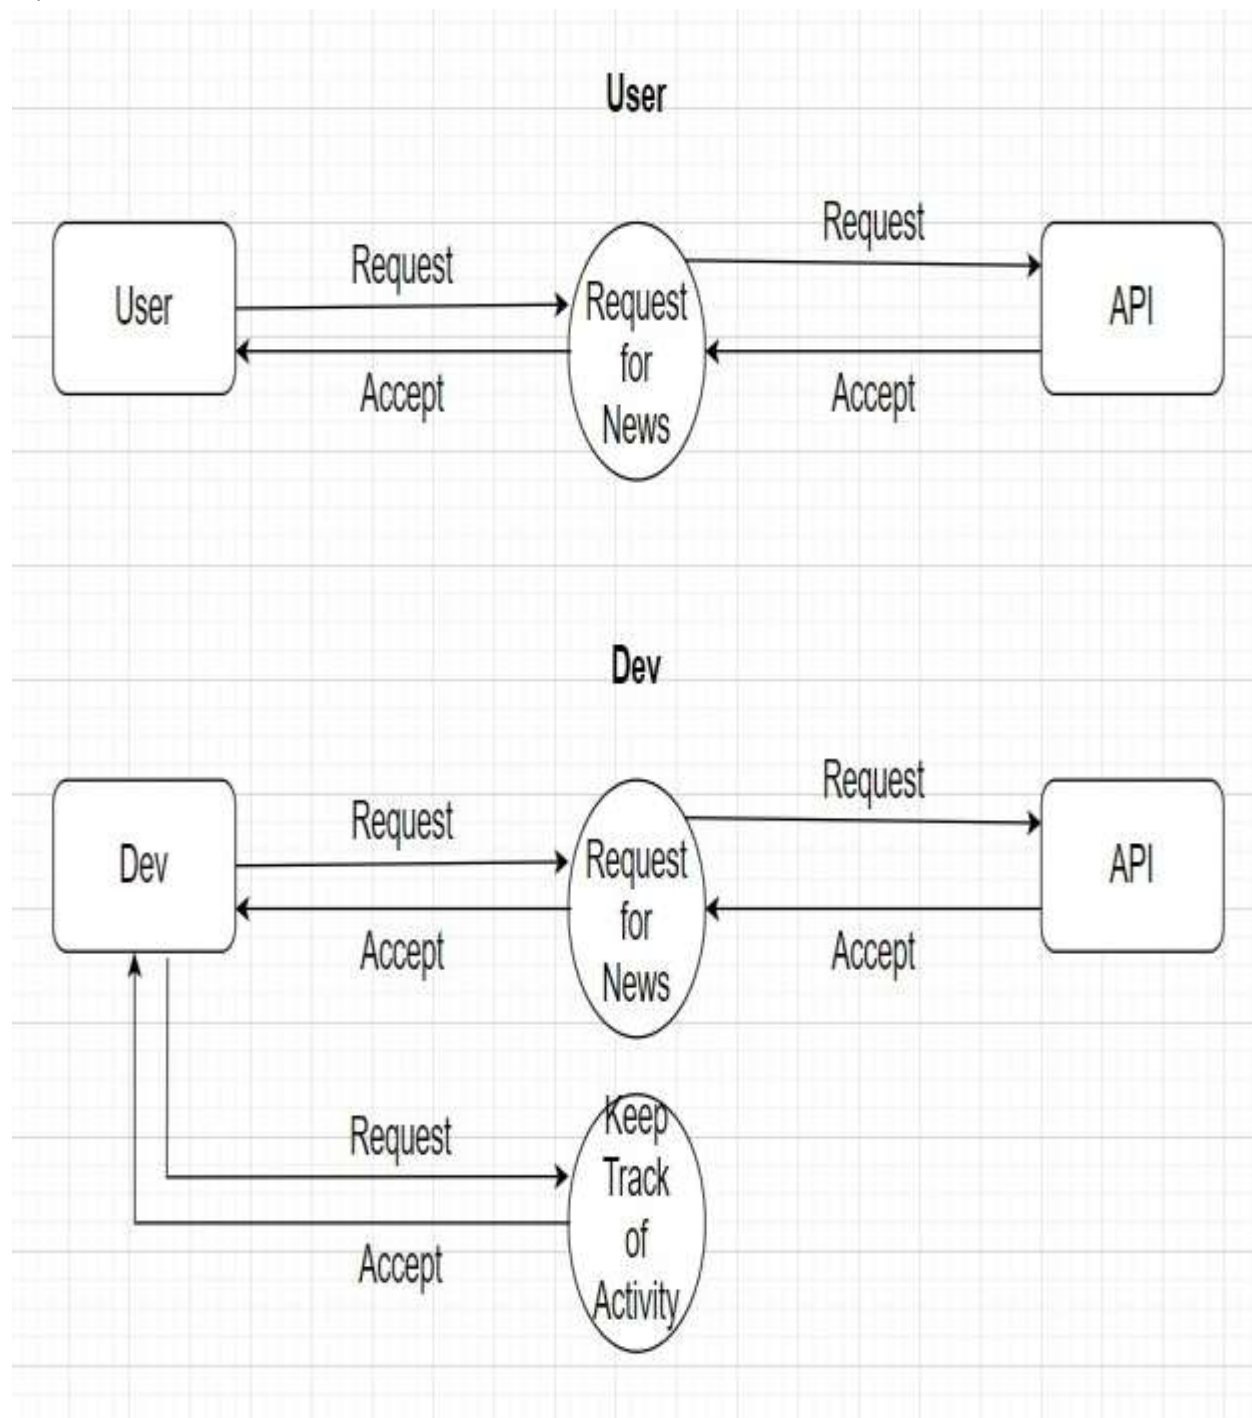 User
Request
Request
User
Request
for
News
API
Accept
Accept
Dev
Request
Request
Dev
Request
for
News
API
Accept
Accept
Request
Keep
Track
of
Activity
Accept